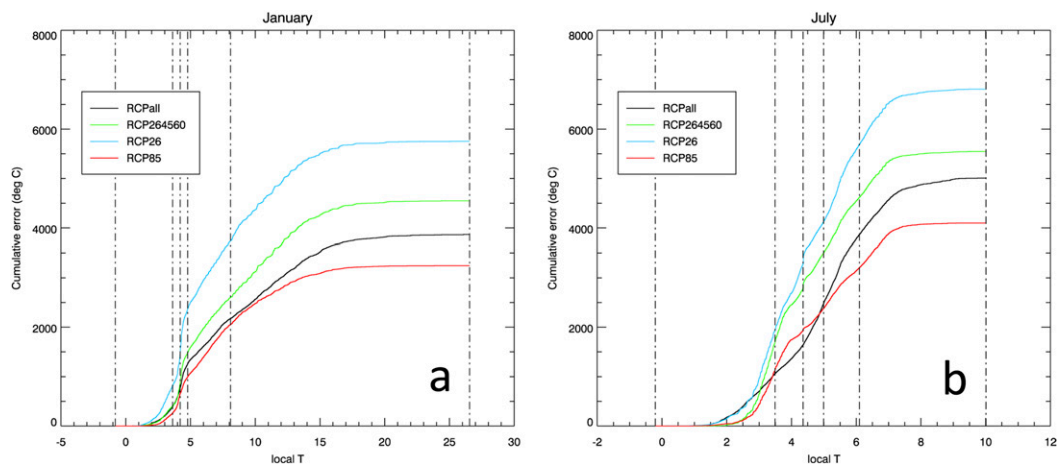 January
Cumulative error (deg C)
8000
6000
4000
2000
0
RCPall
RCP264560
RCP26
RCP85
a
-5 0 5 10 15 20 25 30
local T
July
Cumulative error (deg C)
8000
6000
4000
2000
0
RCPall
RCP264560
RCP26
RCP85
b
-2 0 2 4 6 8 10 12
local T